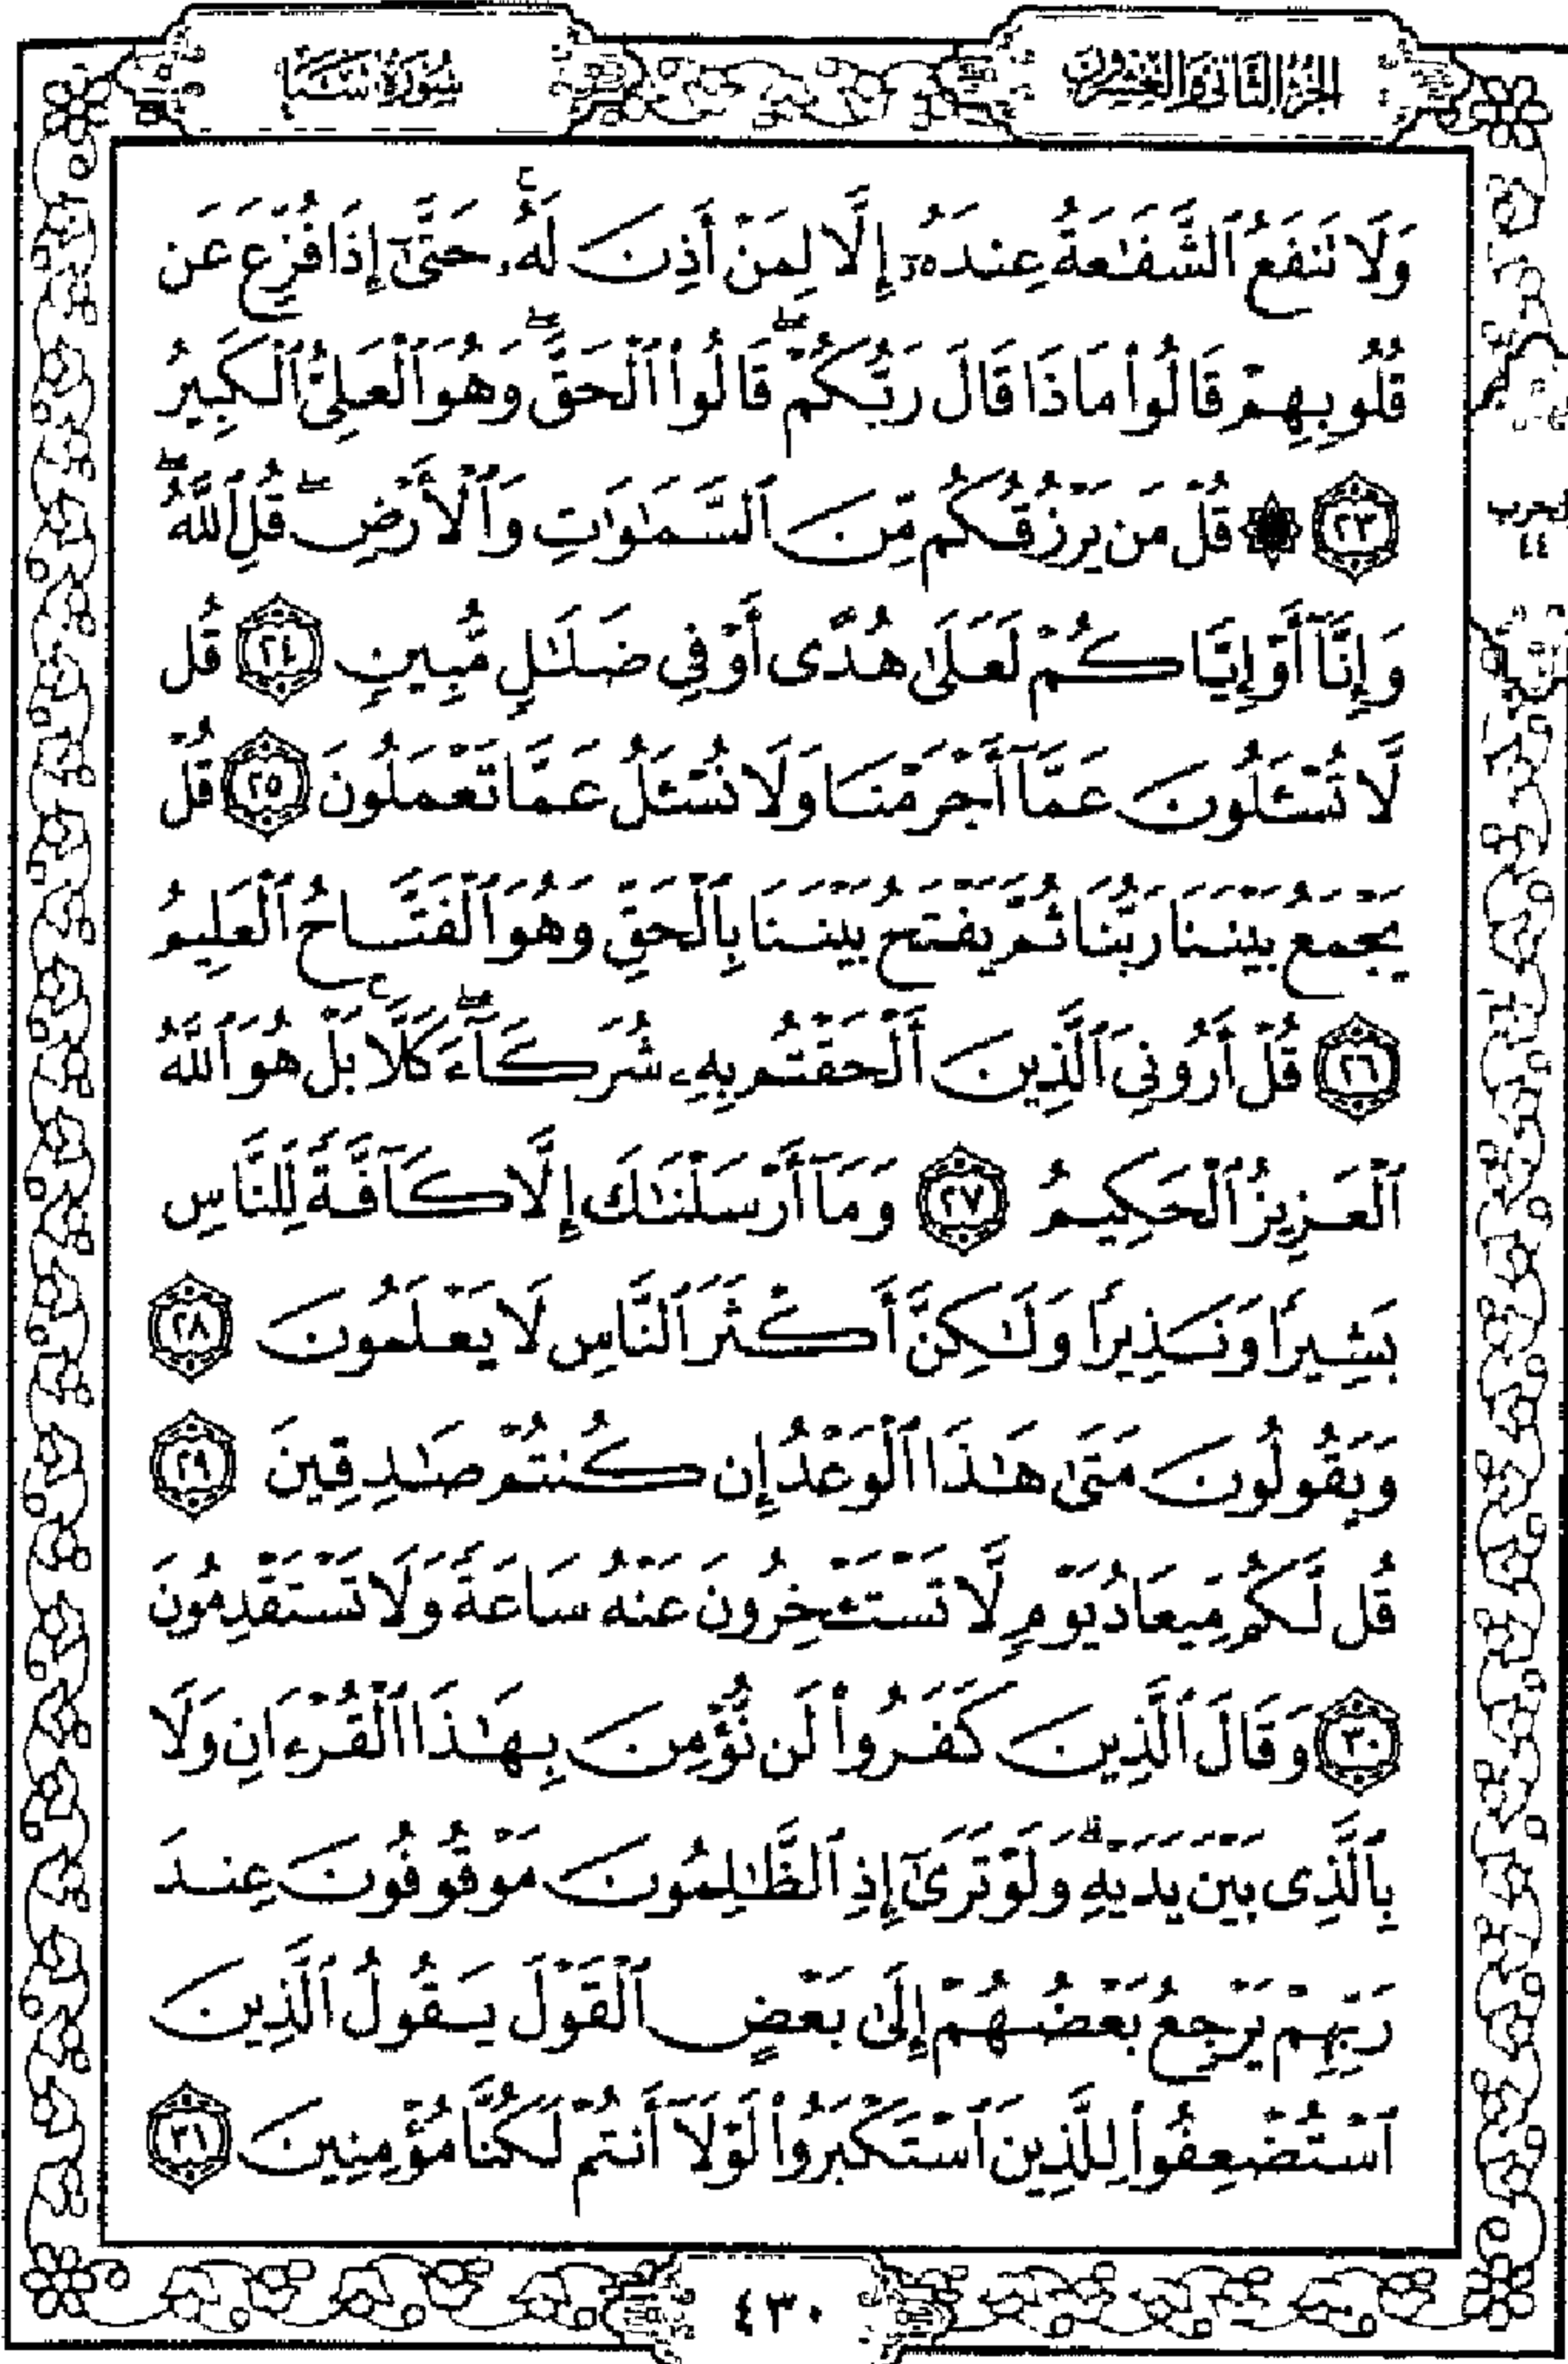 الجزء الثاني والعشرون
سورة سبأ
وَلَا تَنفَعُ ٱلشَّفَٰعَةُ عِندَهُۥٓ إِلَّا لِمَنْ أَذِنَ لَهُۥ ۚ حَتَّىٰٓ إِذَا فُزِّعَ عَن
قُلُوبِهِمْ قَالُوا۟ مَاذَا قَالَ رَبُّكُمْ ۖ قَالُوا۟ ٱلْحَقَّ ۖ وَهُوَ ٱلْعَلِىُّ ٱلْكَبِيرُ
٢٣ ۞ قُلْ مَن يَرْزُقُكُم مِّنَ ٱلسَّمَٰوَٰتِ وَٱلْأَرْضِ ۖ قُلِ ٱللَّهُ ۖ
الحزب
٤٤
وَإِنَّآ أَوْ إِيَّاكُمْ لَعَلَىٰ هُدًى أَوْ فِى ضَلَٰلٍ مُّبِينٍ ٢٤ قُل
لَّا تُسْـَٔلُونَ عَمَّآ أَجْرَمْنَا وَلَا نُسْـَٔلُ عَمَّا تَعْمَلُونَ ٢٥ قُلْ
يَجْمَعُ بَيْنَنَا رَبُّنَا ثُمَّ يَفْتَحُ بَيْنَنَا بِٱلْحَقِّ وَهُوَ ٱلْفَتَّاحُ ٱلْعَلِيمُ
٢٦ قُلْ أَرُونِىَ ٱلَّذِينَ أَلْحَقْتُم بِهِۦ شُرَكَآءَ ۖ كَلَّا ۚ بَلْ هُوَ ٱللَّهُ
ٱلْعَزِيزُ ٱلْحَكِيمُ ٢٧ وَمَآ أَرْسَلْنَٰكَ إِلَّا كَآفَّةً لِّلنَّاسِ
بَشِيرًا وَنَذِيرًا وَلَٰكِنَّ أَكْثَرَ ٱلنَّاسِ لَا يَعْلَمُونَ ٢٨
وَيَقُولُونَ مَتَىٰ هَٰذَا ٱلْوَعْدُ إِن كُنتُمْ صَٰدِقِينَ ٢٩
قُل لَّكُم مِّيعَادُ يَوْمٍ لَّا تَسْتَـْٔخِرُونَ عَنْهُ سَاعَةً وَلَا تَسْتَقْدِمُونَ
٣٠ وَقَالَ ٱلَّذِينَ كَفَرُوا۟ لَن نُّؤْمِنَ بِهَٰذَا ٱلْقُرْءَانِ وَلَا
بِٱلَّذِى بَيْنَ يَدَيْهِ ۗ وَلَوْ تَرَىٰٓ إِذِ ٱلظَّٰلِمُونَ مَوْقُوفُونَ عِندَ
رَبِّهِمْ يَرْجِعُ بَعْضُهُمْ إِلَىٰ بَعْضٍ ٱلْقَوْلَ يَقُولُ ٱلَّذِينَ
ٱسْتُضْعِفُوا۟ لِلَّذِينَ ٱسْتَكْبَرُوا۟ لَوْلَآ أَنتُمْ لَكُنَّا مُؤْمِنِينَ ٣١
٤٣٠